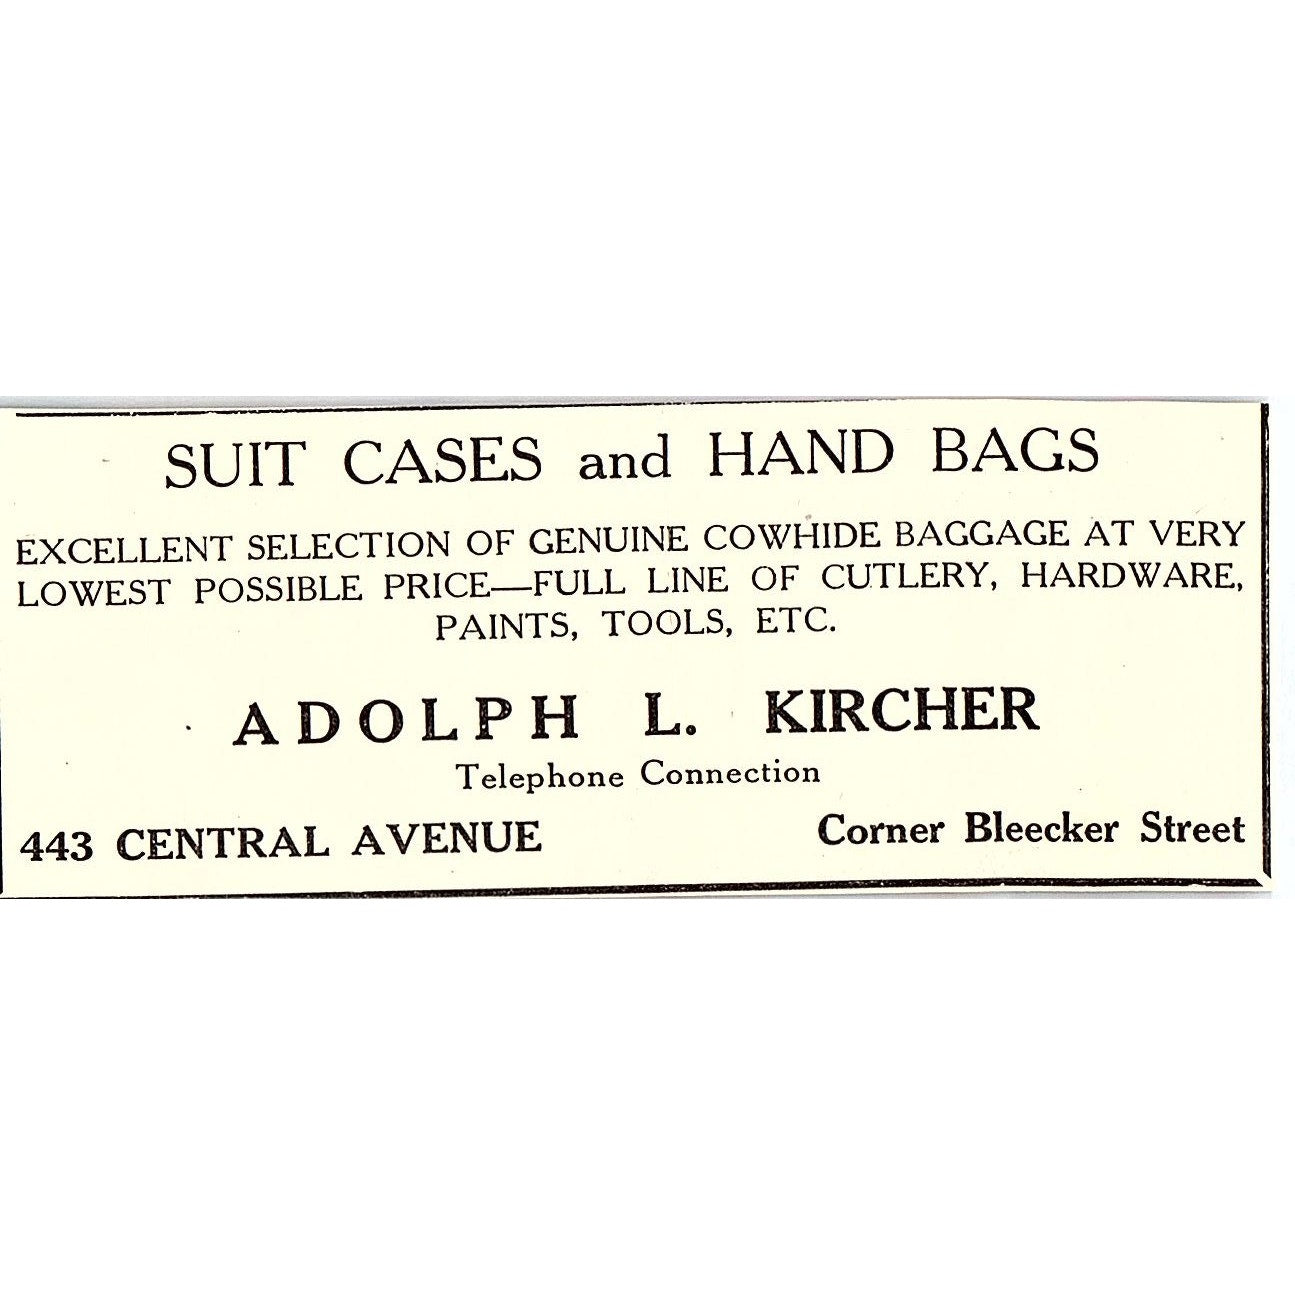 SUIT CASES and HAND BAGS
EXCELLENT SELECTION OF GENUINE COWHIDE BAGGAGE AT VERY
LOWEST POSSIBLE PRICE—FULL LINE OF CUTLERY, HARDWARE,
PAINTS, TOOLS, ETC.
ADOLPH L. KIRCHER
Telephone Connection
443 CENTRAL AVENUE Corner Bleecker Street